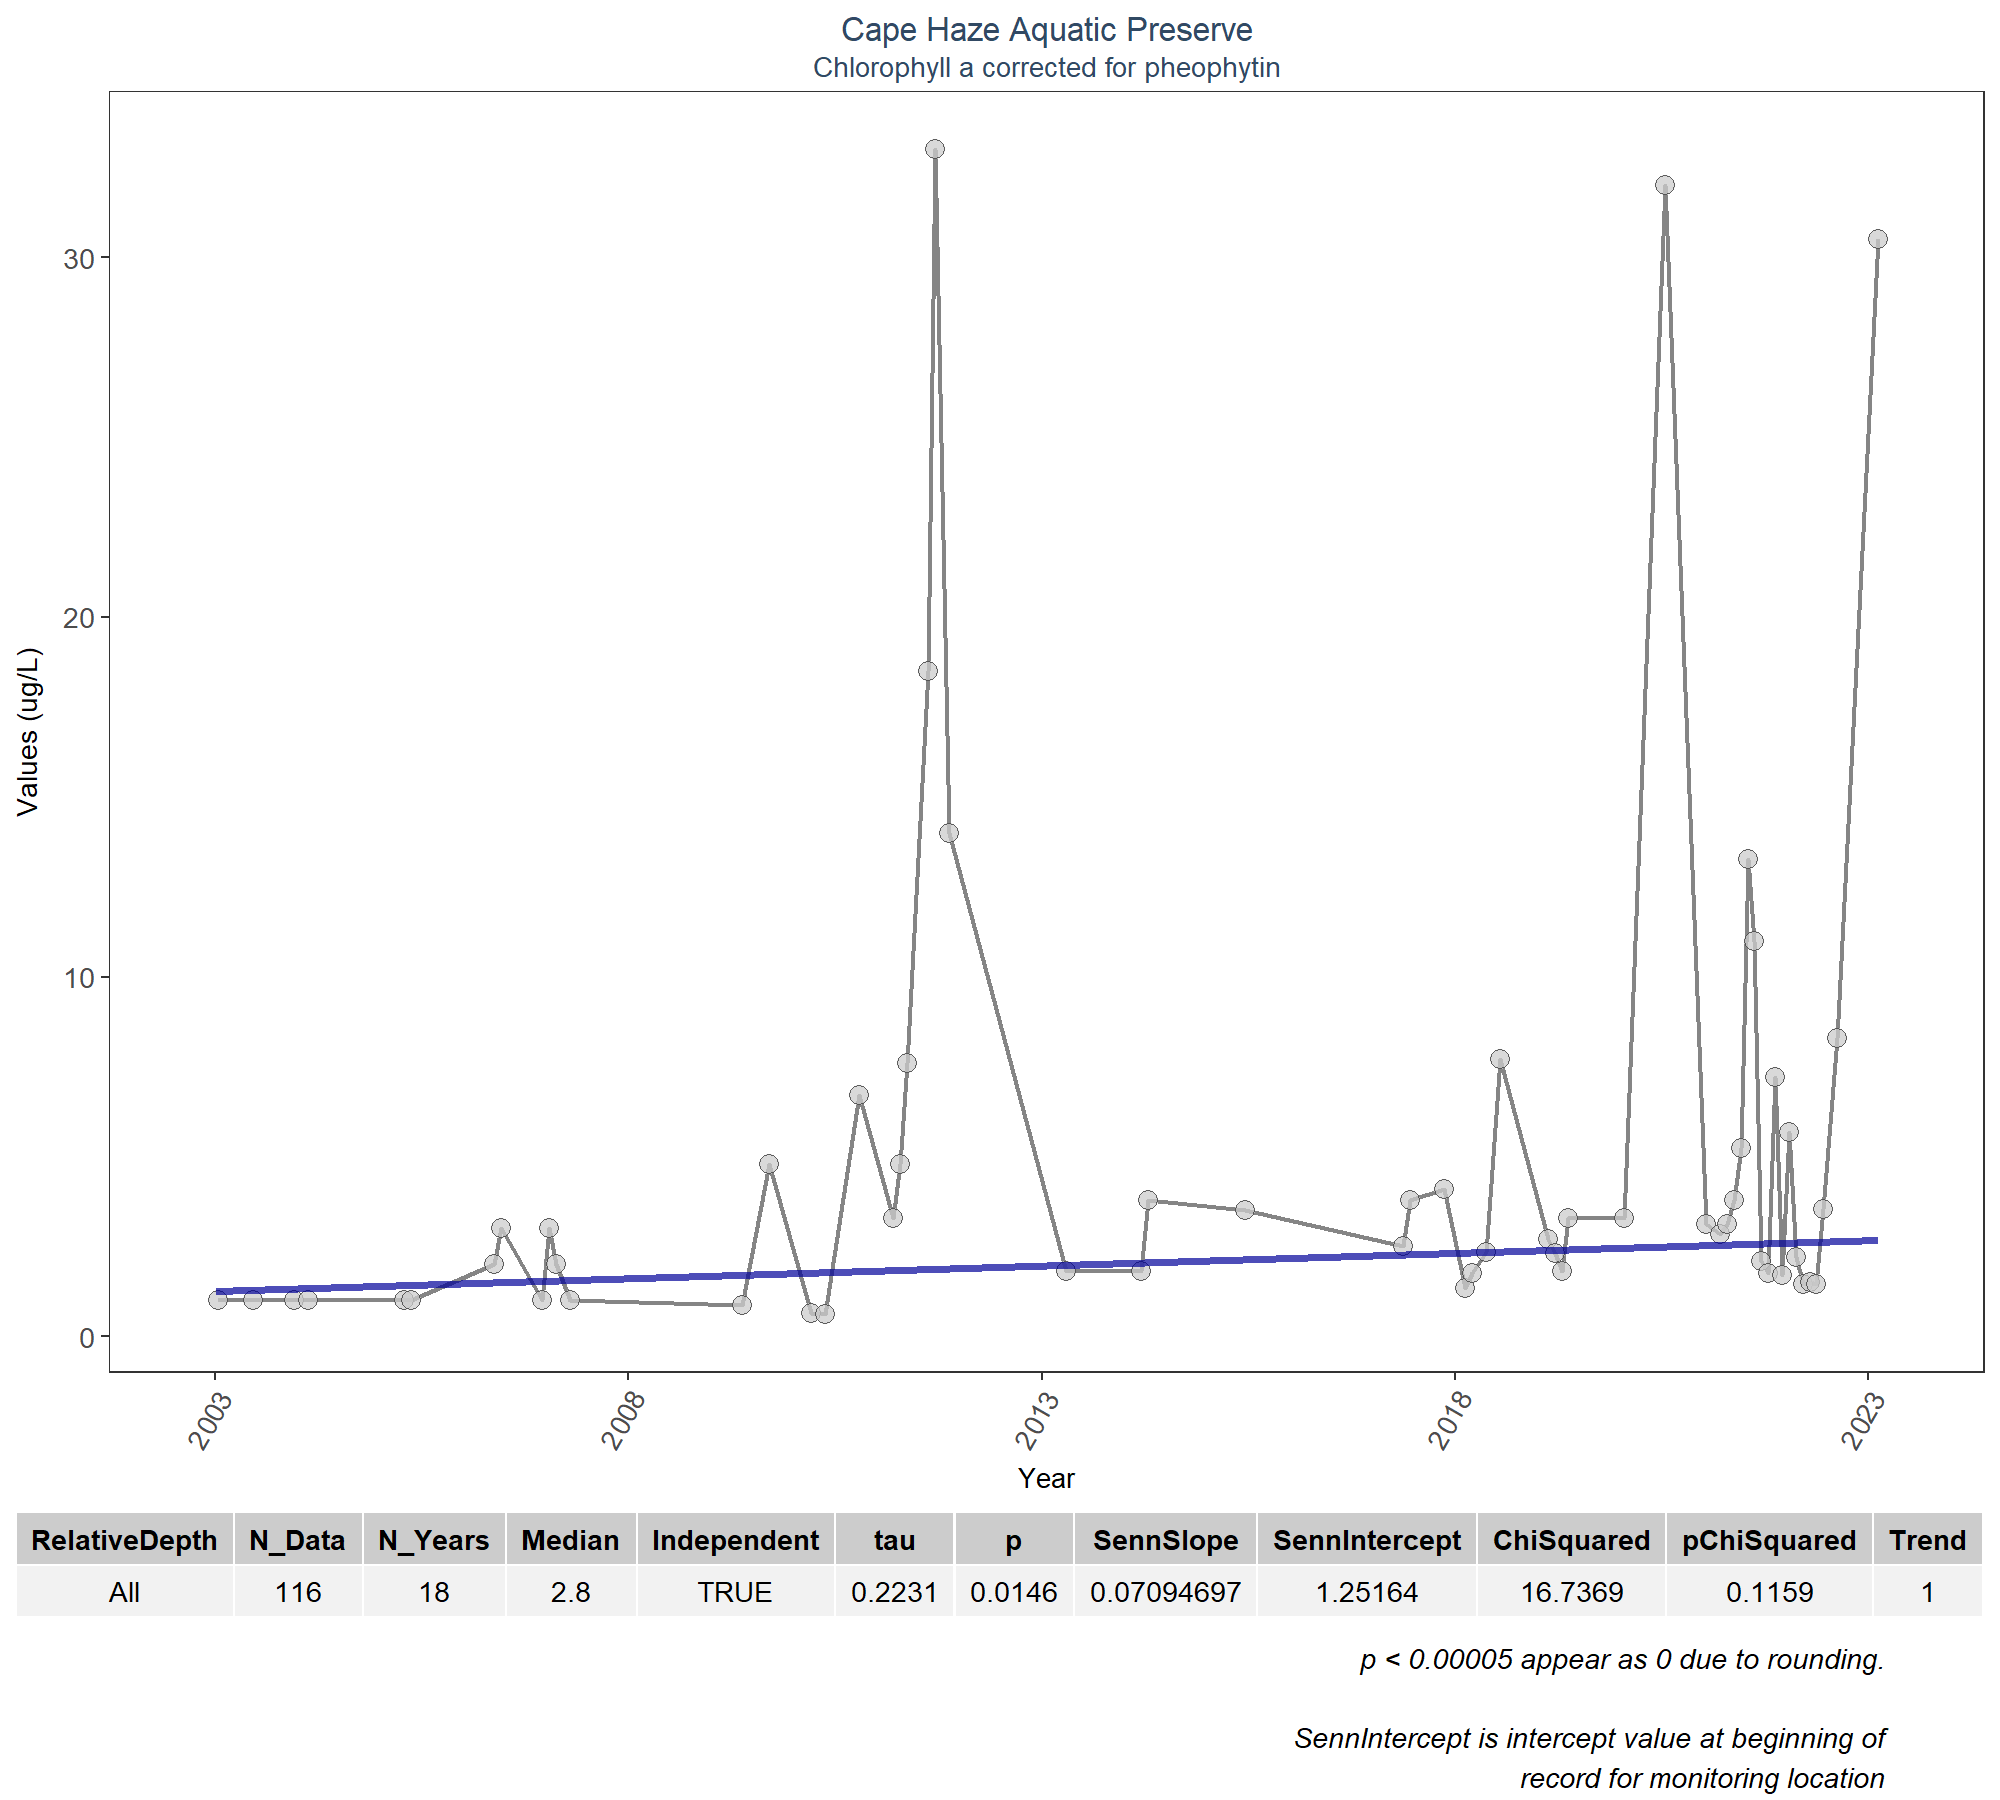 Cape Haze Aquatic Preserve
Chlorophyll a corrected for pheophytin
Values (ug/L)
30
20
10
0
2003
2008
2013
2018
2023
Year
RelativeDepth N_Data N_Years Median Independent tau p SennSlope SennIntercept ChiSquared pChiSquared Trend
All 116 18 2.8 TRUE 0.2231 0.0146 0.07094697 1.25164 16.7369 0.1159 1
p < 0.00005 appear as 0 due to rounding.
SennIntercept is intercept value at beginning of
record for monitoring location